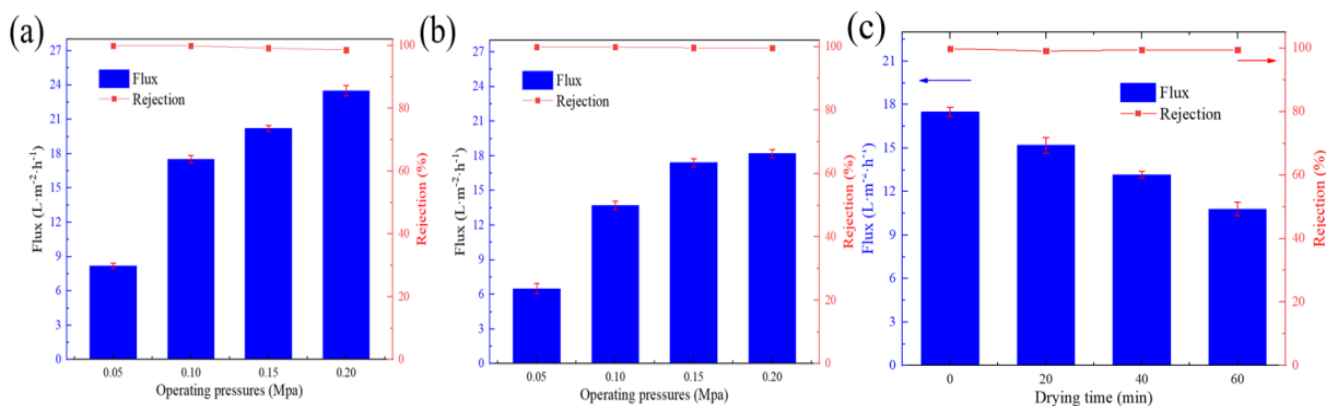 (a)
27
24
21
18
15
12
9
6
3
0
Flux (L·m⁻²·h⁻¹)
Flux
Rejection
100
80
60
40
20
0
Rejection (%)
0.05 0.10 0.15 0.20
Operating pressures (Mpa)
(b)
27
24
21
18
15
12
9
6
3
0
Flux (L·m⁻²·h⁻¹)
Flux
Rejection
100
80
60
40
20
0
Rejection (%)
0.05 0.10 0.15 0.20
Operating pressures (Mpa)
(c)
21
18
15
12
9
6
3
0
Flux (L·m⁻²·h⁻¹)
Flux
Rejection
100
80
60
40
20
0
Rejection (%)
0 20 40 60
Drying time (min)